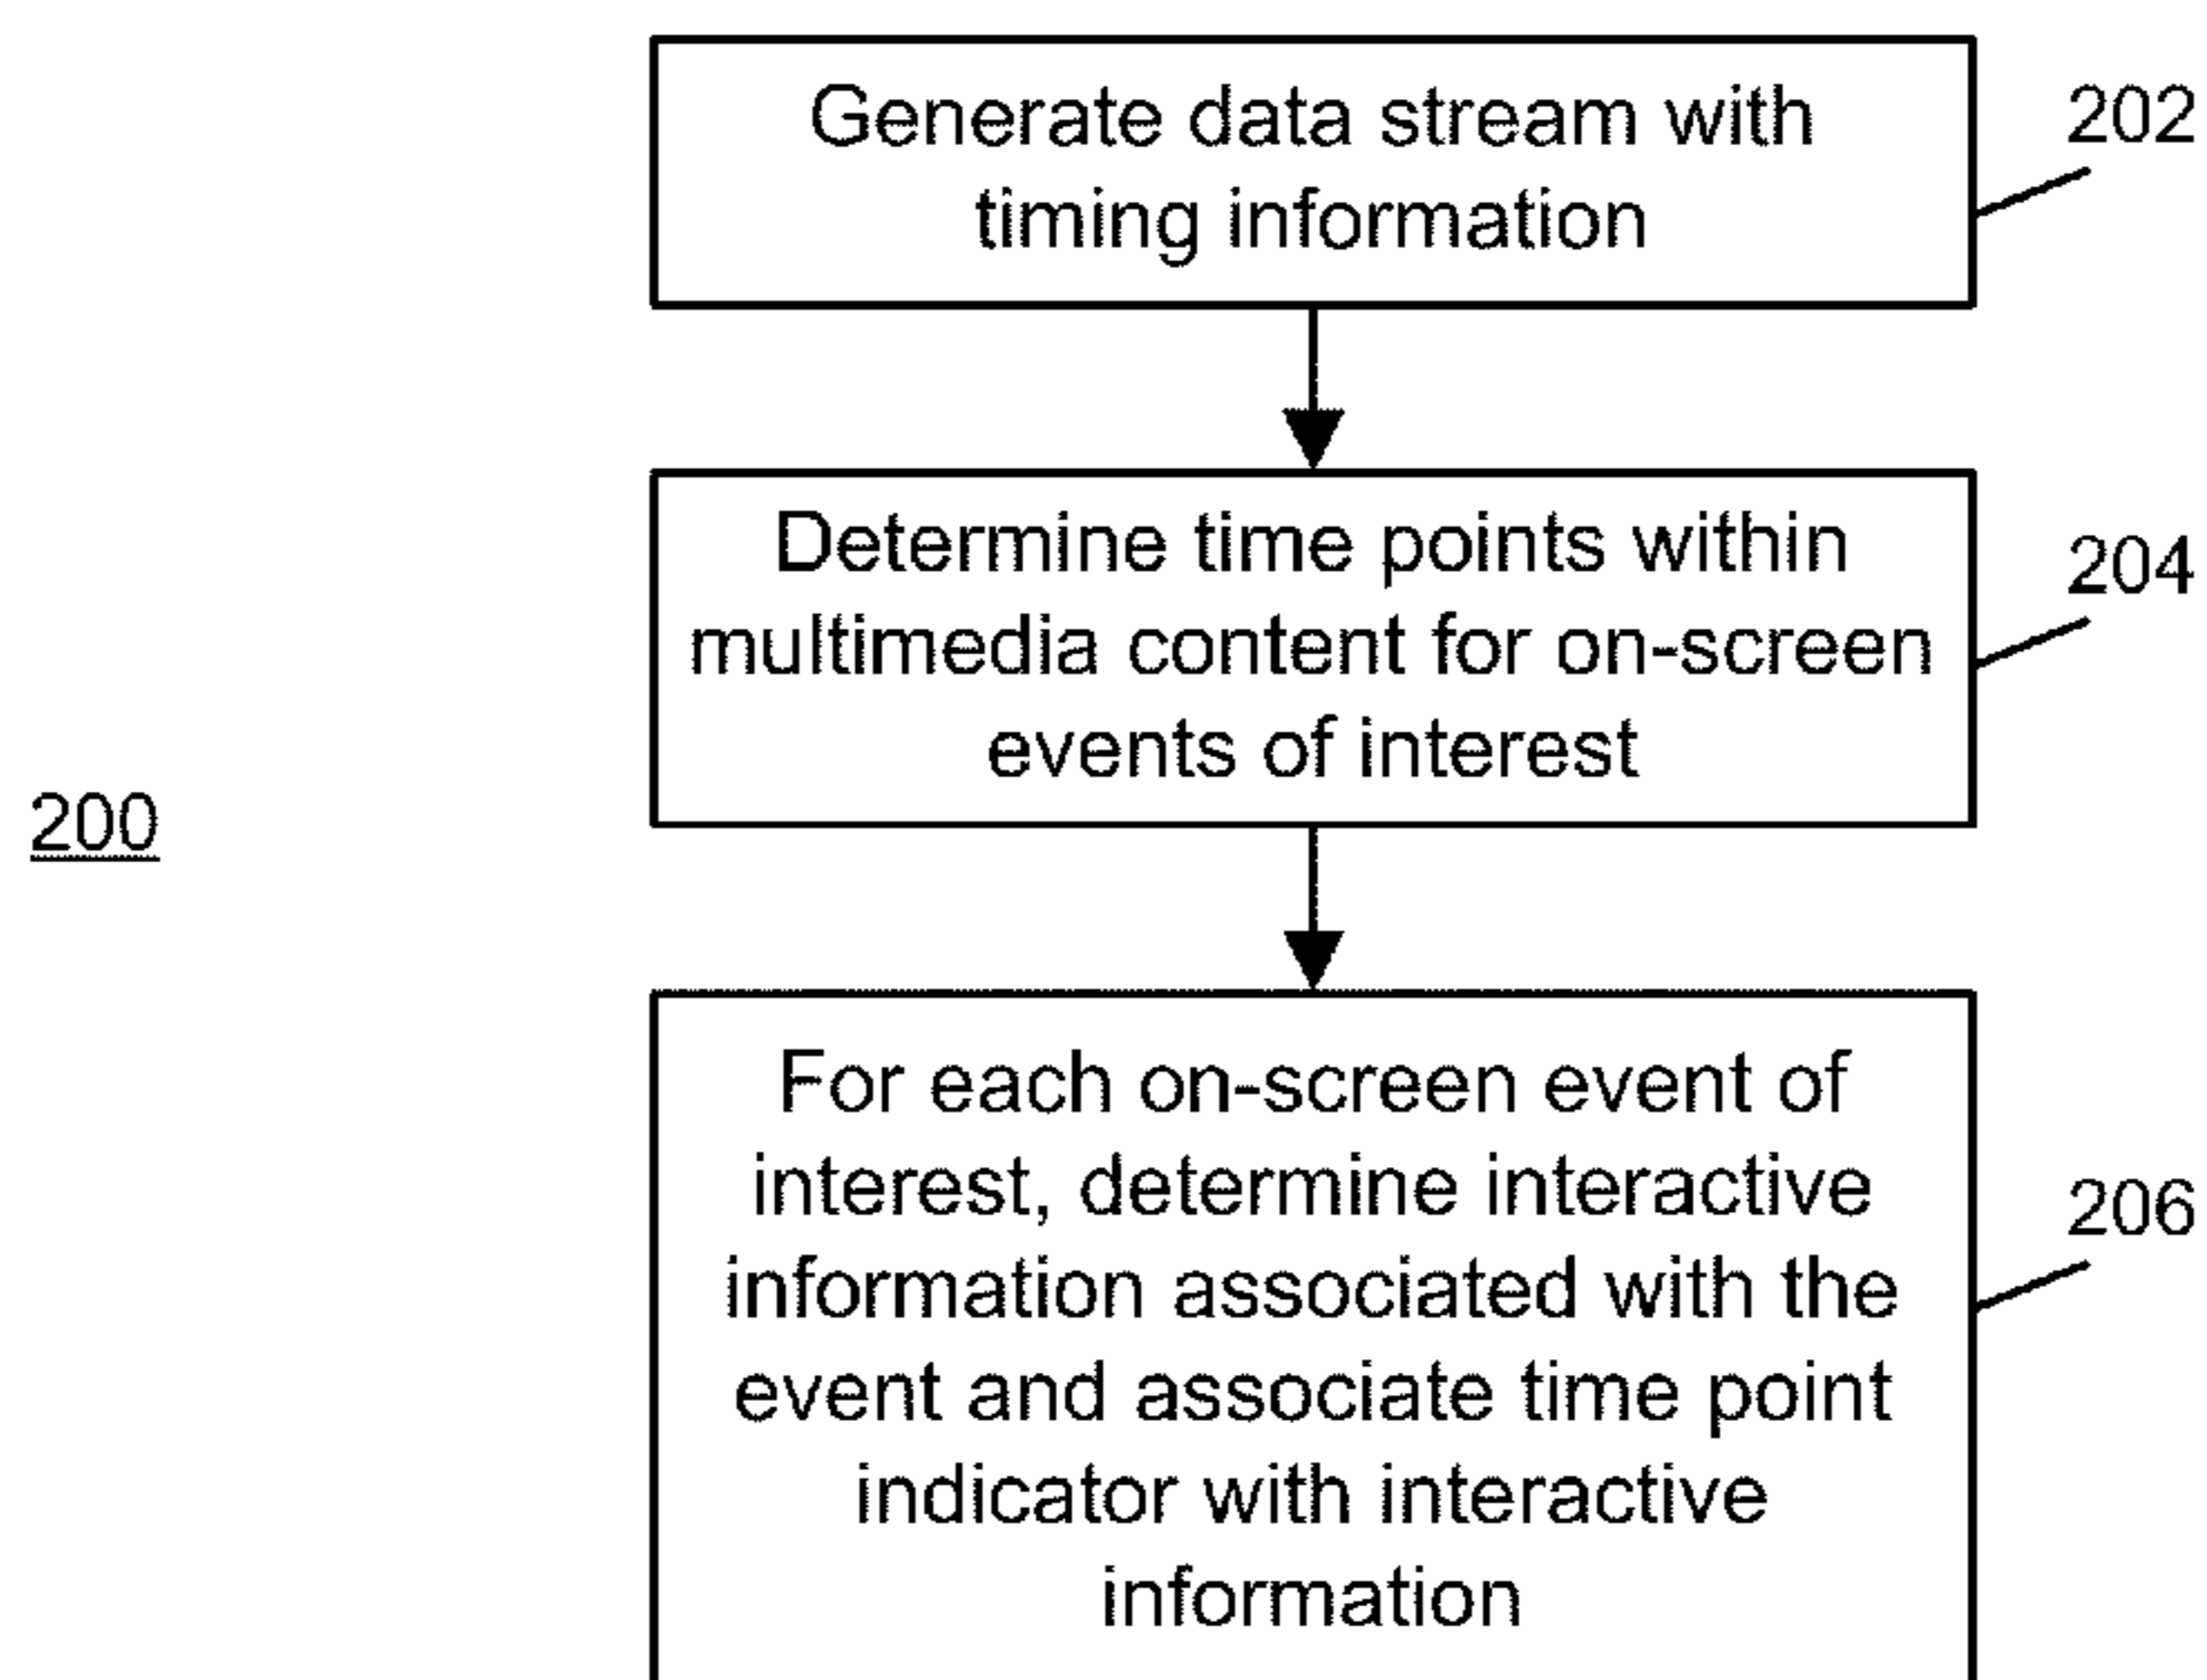 Generate data stream with
timing information
202
Determine time points within
multimedia content for on-screen
events of interest
204
200
For each on-screen event of
interest, determine interactive
information associated with the
event and associate time point
indicator with interactive
information
206